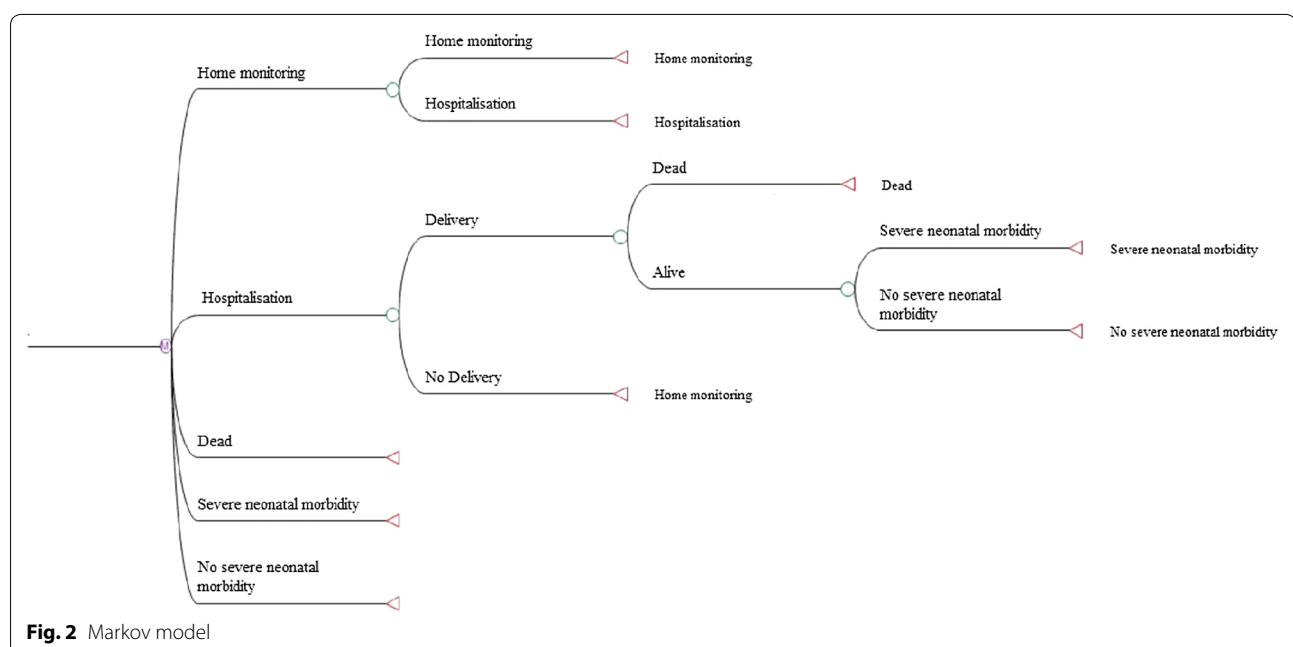 Home monitoring
Home monitoring
Home monitoring
Hospitalisation
Hospitalisation
Dead
Dead
Delivery
Severe neonatal morbidity
Severe neonatal morbidity
Alive
Hospitalisation
No severe neonatal
morbidity
No severe neonatal morbidity
M
No Delivery
Home monitoring
Dead
Severe neonatal morbidity
No severe neonatal
morbidity
Fig. 2 Markov model